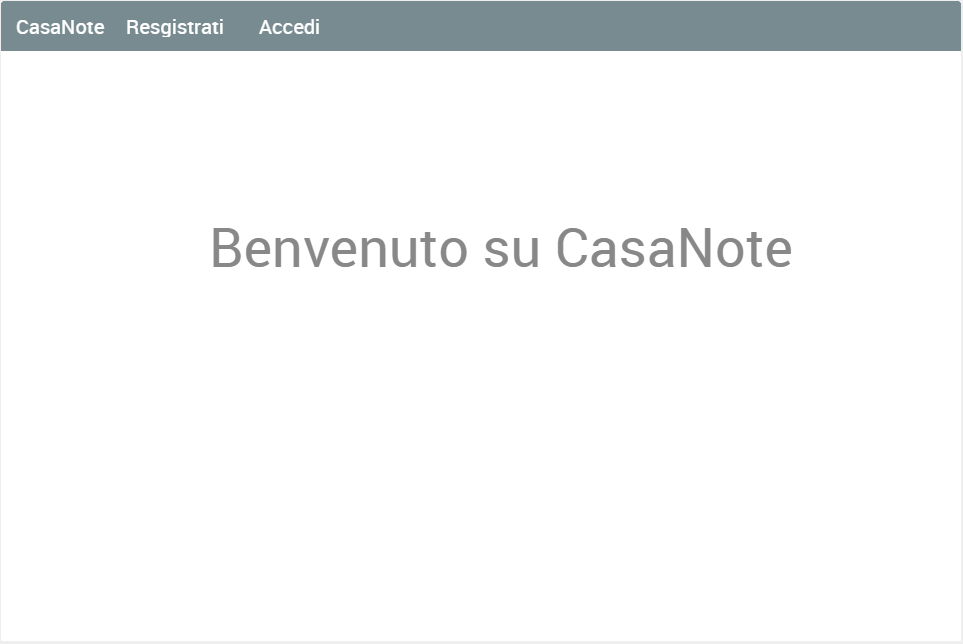 CasaNote Resgistrati Accedi
Benvenuto su CasaNote